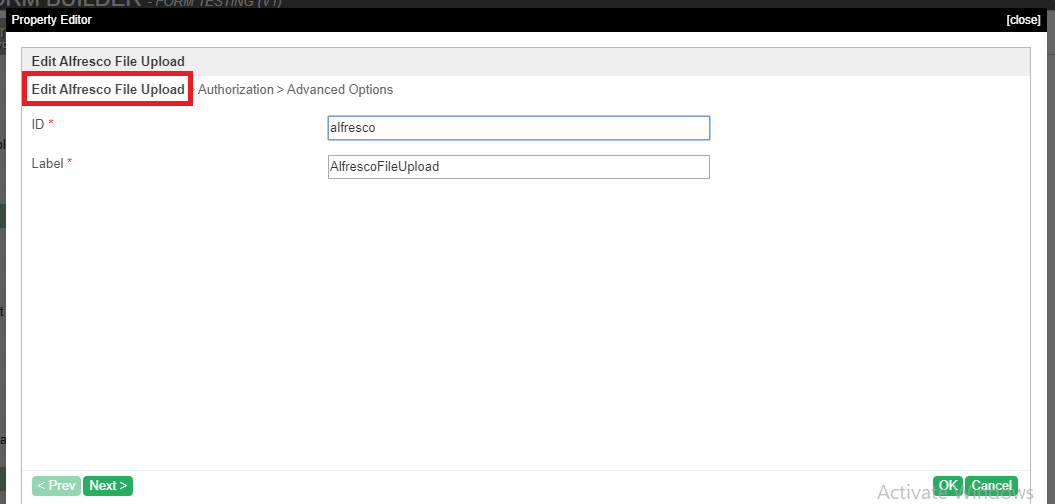 ORM BUILDER - FORM TESTING (V1)
Property Editor [close]
Edit Alfresco File Upload
Edit Alfresco File Upload > Authorization > Advanced Options
ID *
alfresco
Label *
AlfrescoFileUpload
< Prev Next > OK Cancel
Activate Windows